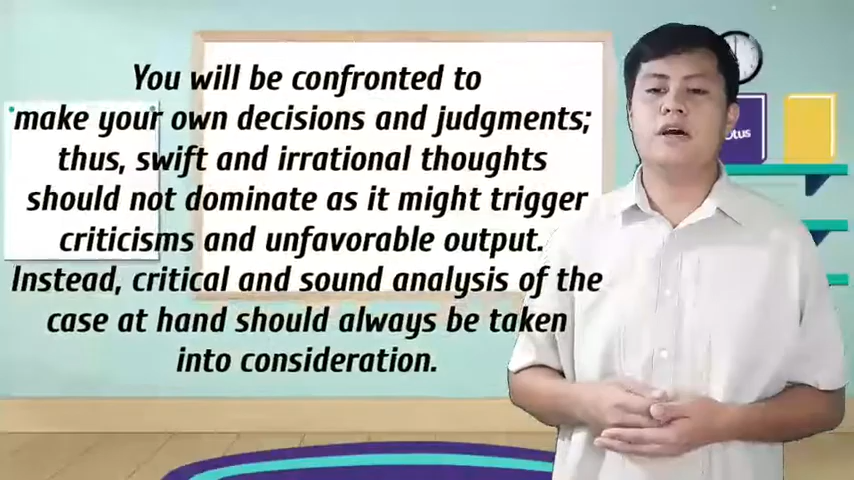 You will be confronted to
make your own decisions and judgments;
thus, swift and irrational thoughts
should not dominate as it might trigger
criticisms and unfavorable output.
Instead, critical and sound analysis of the
case at hand should always be taken
into consideration.